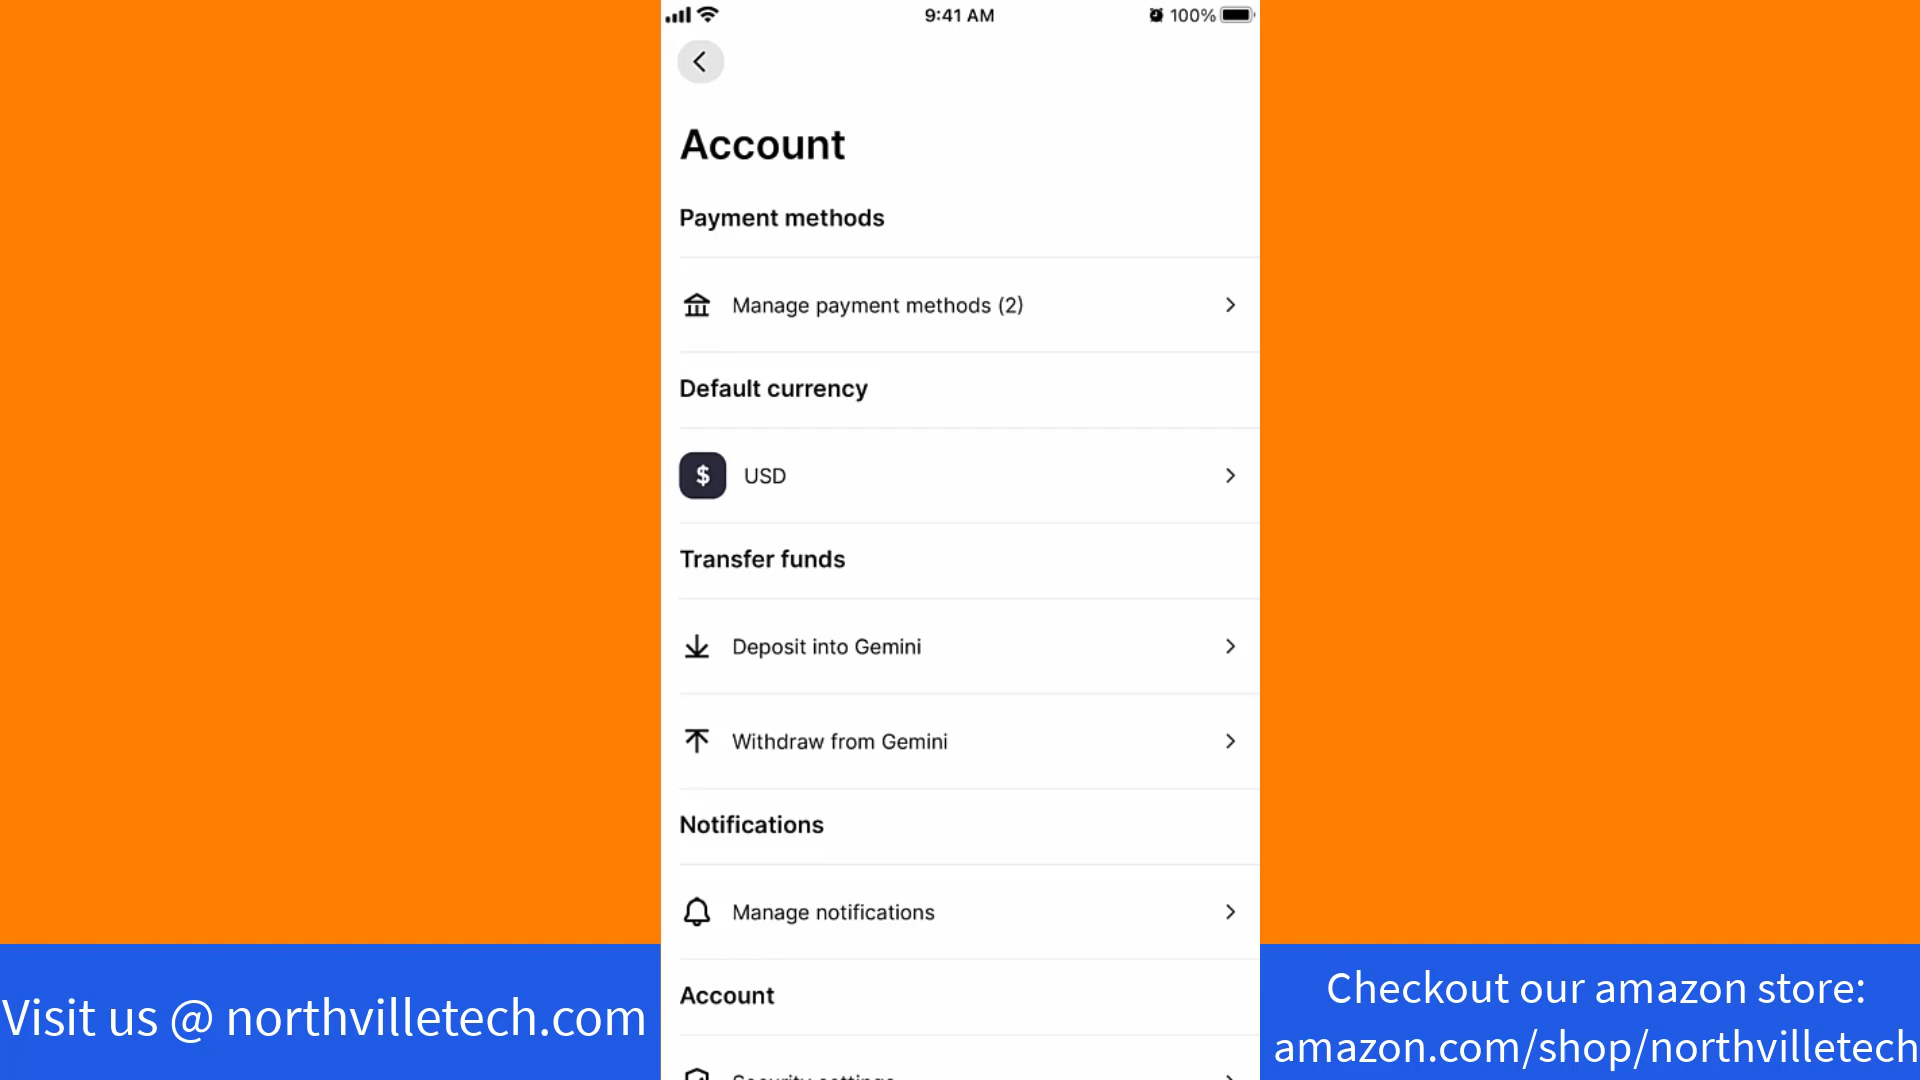 9:41 AM
100%
Account
Payment methods
Manage payment methods (2)
Default currency
$ USD
Transfer funds
Deposit into Gemini
Withdraw from Gemini
Notifications
Manage notifications
Account
Security settings
Visit us @ northvilletech.com
Checkout our amazon store:
amazon.com/shop/northvilletech